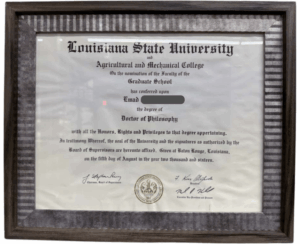 Louisiana State University
and
Agricultural and Mechanical College
On the nomination of the Faculty of the
Graduate School
has conferred upon
Emad
the degree of
Doctor of Philosophy
with all the Honors, Rights and Privileges to that degree appertaining.
In testimony Whereof, the seal of the University and the signatures as authorized by the
Board of Supervisors are hereunto affixed. Given at Baton Rouge, Louisiana,
on the fifth day of August in the year two thousand and sixteen.